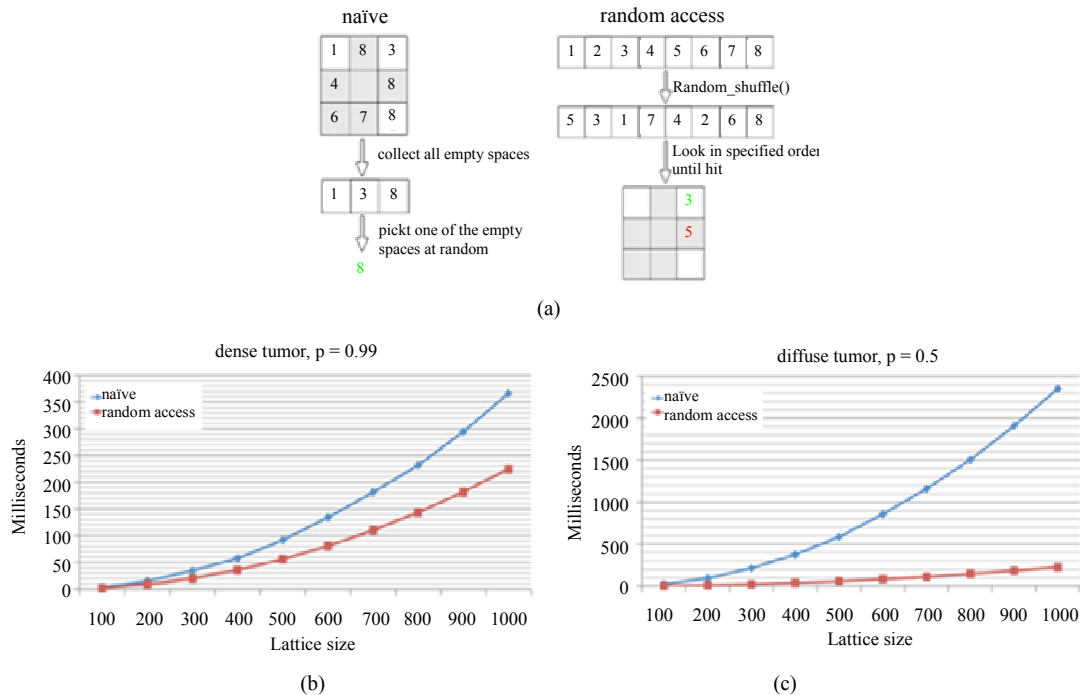 naïve
1 8 3
4 8
6 7 8
collect all empty spaces
1 3 8
pickt one of the empty
spaces at random
8
random access
1 2 3 4 5 6 7 8
Random_shuffle()
5 3 1 7 4 2 6 8
Look in specified order
until hit
3
5
(a)
dense tumor, p = 0.99
400
350
300
250
200
150
100
50
0
Milliseconds
naïve
random access
100 200 300 400 500 600 700 800 900 1000
Lattice size
(b)
diffuse tumor, p = 0.5
2500
2000
1500
1000
500
0
Milliseconds
naïve
random access
100 200 300 400 500 600 700 800 900 1000
Lattice size
(c)